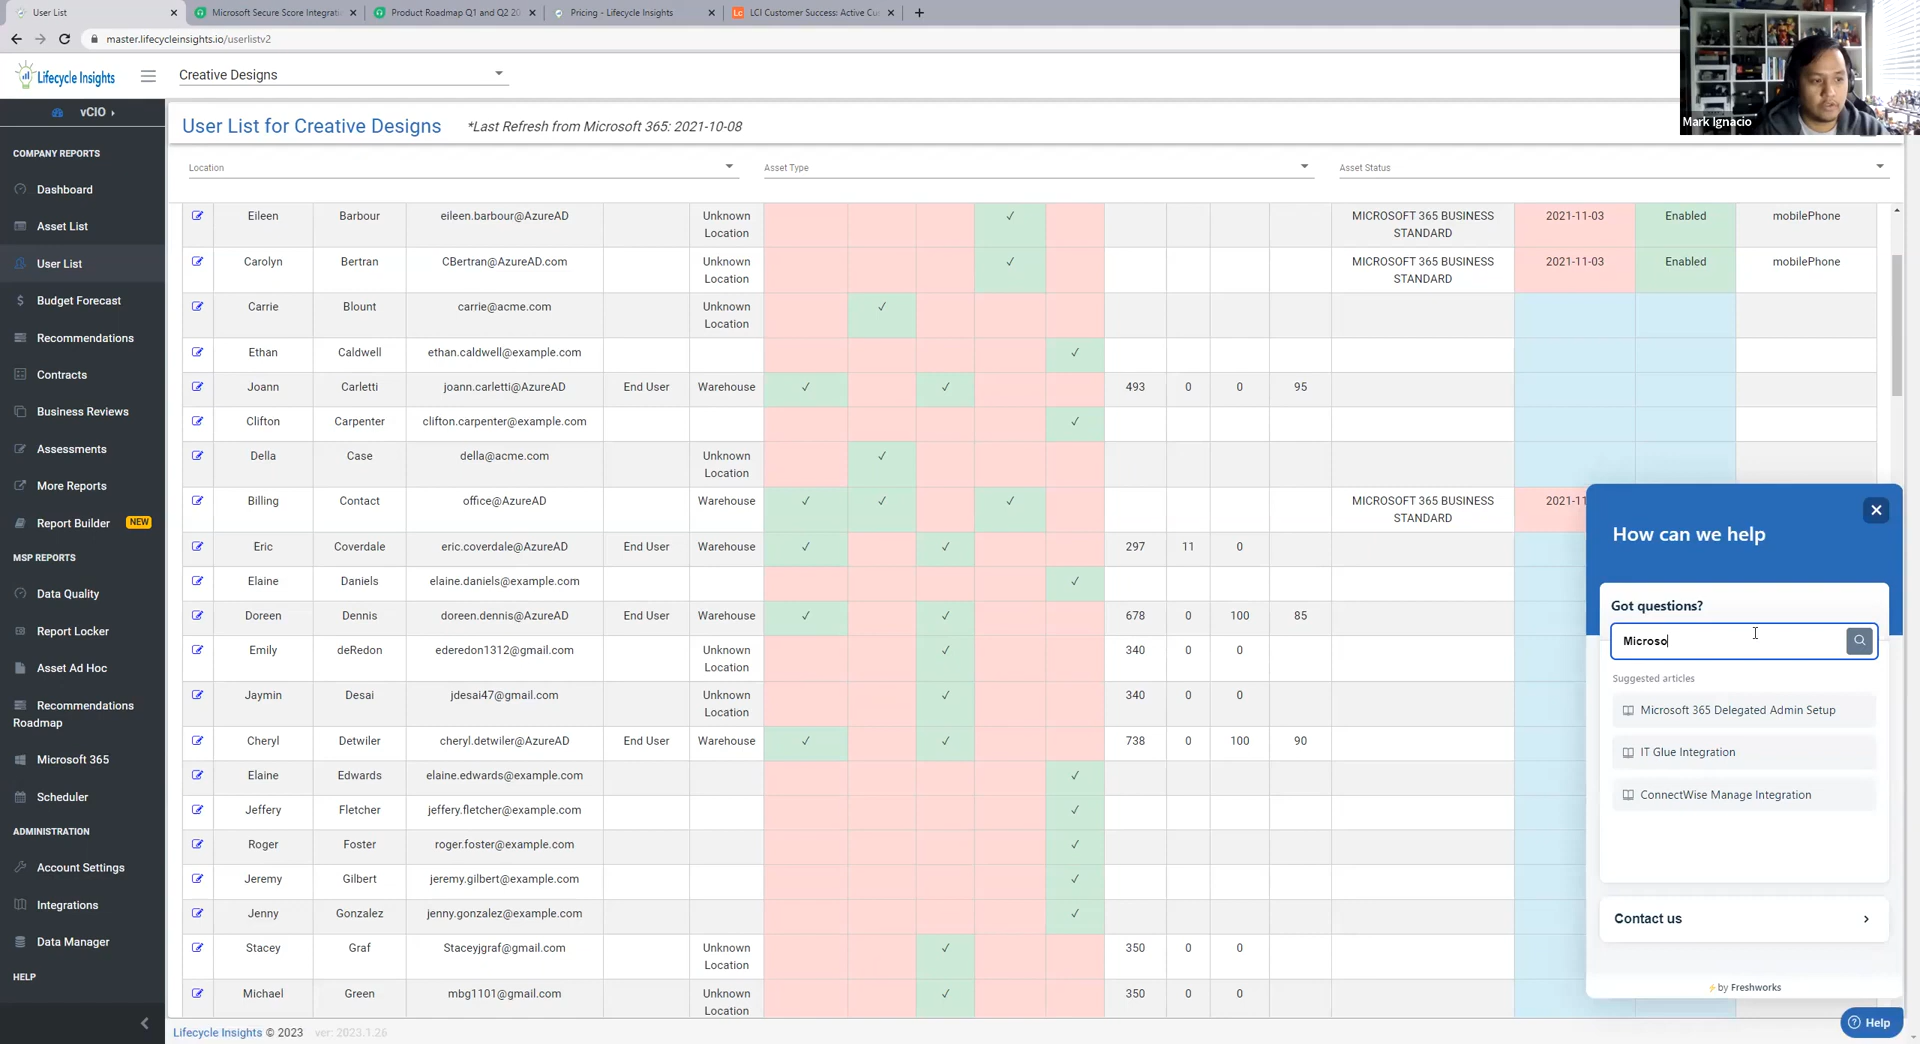 User List
Microsoft Secure Score Integrati
Product Roadmap Q1 and Q2 20
Pricing - Lifecycle Insights
LCI Customer Success: Active Cu
master.lifecycleinsights.io/userlistv2
Mark Ignacio
Lifecycle Insights
Creative Designs
vCIO
COMPANY REPORTS
Dashboard
Asset List
User List
Budget Forecast
Recommendations
Contracts
Business Reviews
Assessments
More Reports
Report Builder NEW
MSP REPORTS
Data Quality
Report Locker
Asset Ad Hoc
Recommendations
Roadmap
Microsoft 365
Scheduler
ADMINISTRATION
Account Settings
Integrations
Data Manager
HELP
User List for Creative Designs *Last Refresh from Microsoft 365: 2021-10-08
Location Asset Type Asset Status
Eileen Barbour eileen.barbour@AzureAD Unknown Location ✓ MICROSOFT 365 BUSINESS STANDARD 2021-11-03 Enabled mobilePhone
Carolyn Bertran CBertran@AzureAD.com Unknown Location ✓ MICROSOFT 365 BUSINESS STANDARD 2021-11-03 Enabled mobilePhone
Carrie Blount carrie@acme.com Unknown Location ✓
Ethan Caldwell ethan.caldwell@example.com ✓
Joann Carletti joann.carletti@AzureAD End User Warehouse ✓ ✓ 493 0 0 95
Clifton Carpenter clifton.carpenter@example.com ✓
Della Case della@acme.com Unknown Location ✓
Billing Contact office@AzureAD Warehouse ✓ ✓ ✓ MICROSOFT 365 BUSINESS STANDARD 2021-11
Eric Coverdale eric.coverdale@AzureAD End User Warehouse ✓ ✓ 297 11 0
Elaine Daniels elaine.daniels@example.com ✓
Doreen Dennis doreen.dennis@AzureAD End User Warehouse ✓ ✓ 678 0 100 85
Emily deRedon ederedon1312@gmail.com Unknown Location ✓ 340 0 0
Jaymin Desai jdesai47@gmail.com Unknown Location ✓ 340 0 0
Cheryl Detwiler cheryl.detwiler@AzureAD End User Warehouse ✓ ✓ 738 0 100 90
Elaine Edwards elaine.edwards@example.com ✓
Jeffery Fletcher jeffery.fletcher@example.com ✓
Roger Foster roger.foster@example.com ✓
Jeremy Gilbert jeremy.gilbert@example.com ✓
Jenny Gonzalez jenny.gonzalez@example.com ✓
Stacey Graf Staceyjgraf@gmail.com Unknown Location ✓ 350 0 0
Michael Green mbg1101@gmail.com Unknown Location ✓ 350 0 0
How can we help
Got questions?
Microso
Suggested articles
Microsoft 365 Delegated Admin Setup
IT Glue Integration
ConnectWise Manage Integration
Contact us
by Freshworks
Help
Lifecycle Insights © 2023 ver: 2023.1.26